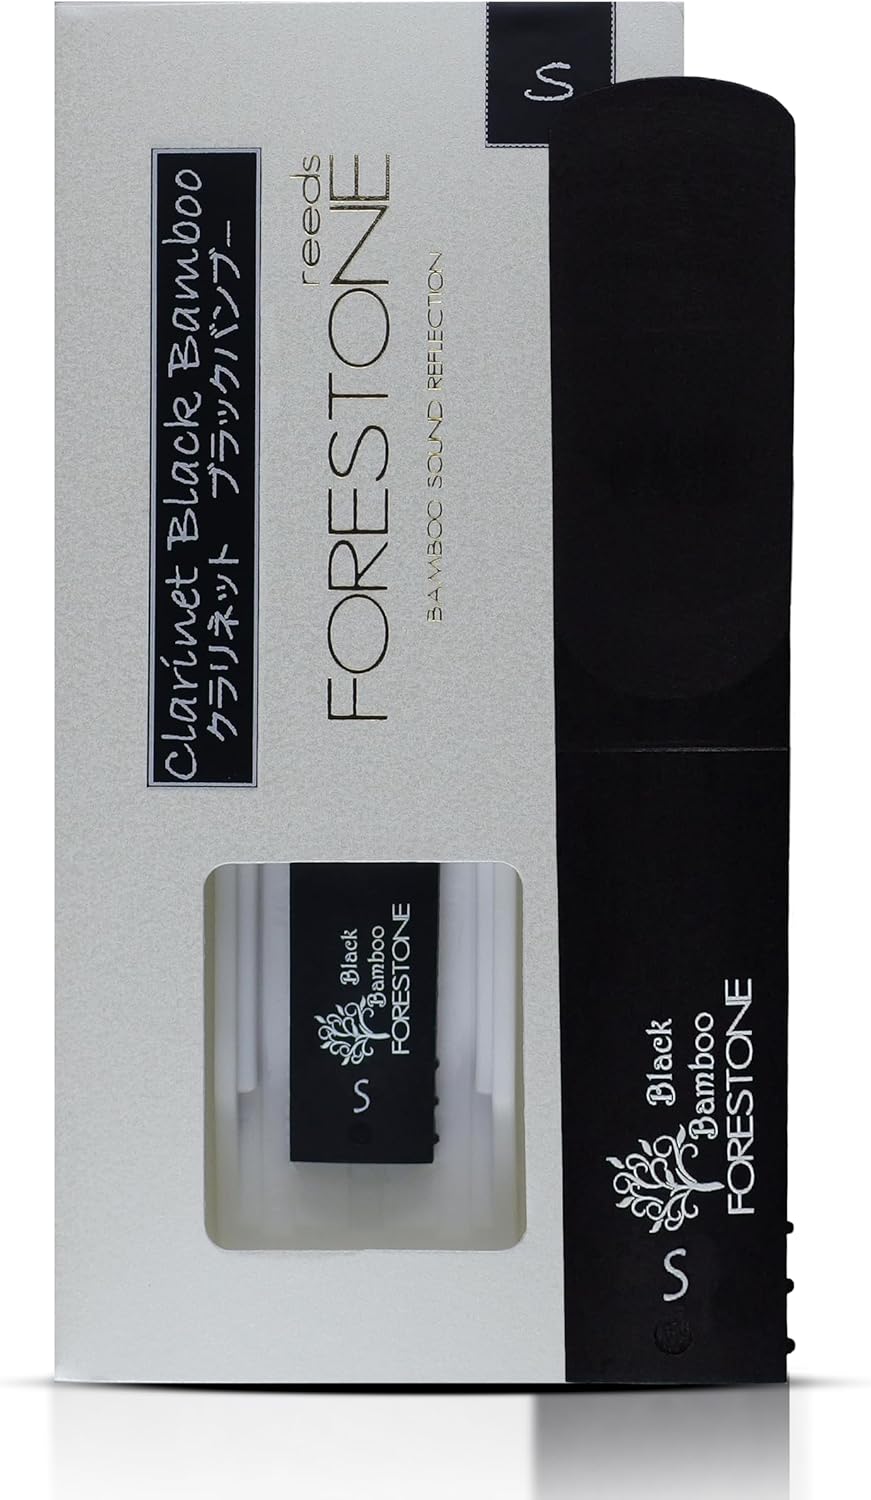 S
Clarinet Black Bamboo
クラリネット ブラックバンブー
reeds
FORESTONE
BAMBOO SOUND REFLECTION
Black
Bamboo
FORESTONE
S
Black
Bamboo
FORESTONE
S